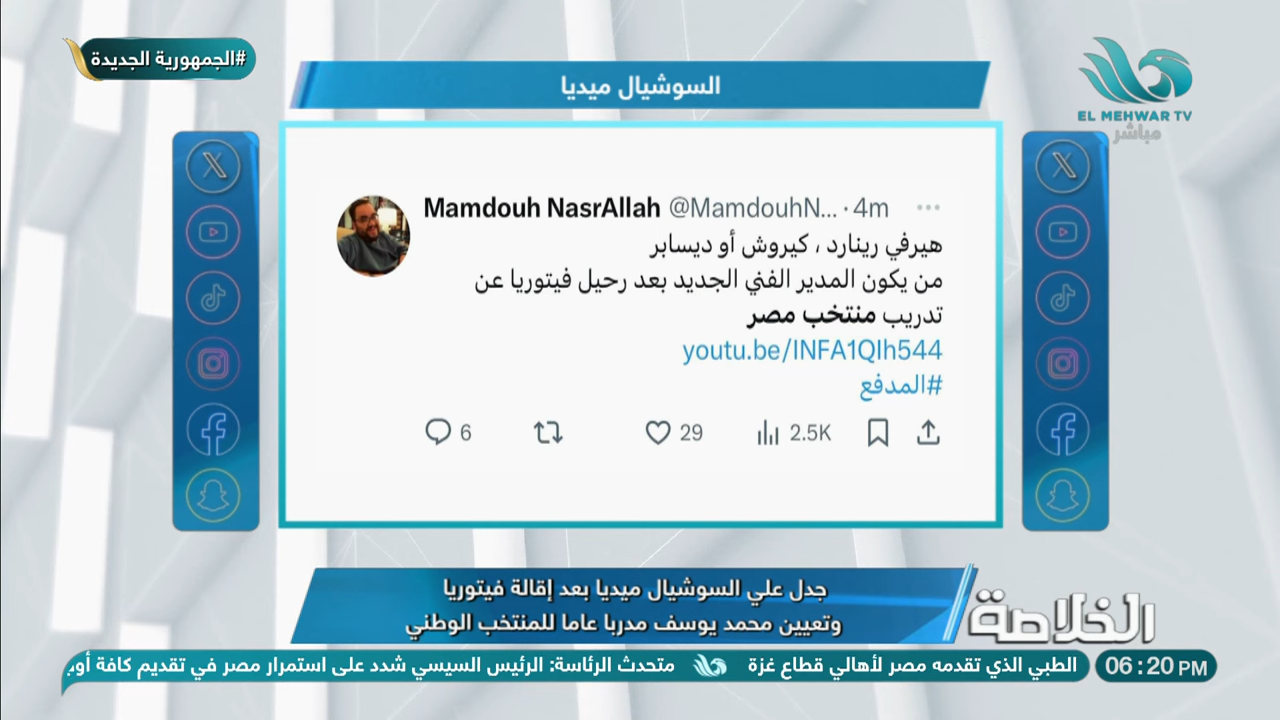 #الجمهورية الجديدة
EL MEHWAR TV
مباشر
السوشيال ميديا
Mamdouh NasrAllah @MamdouhN... · 4m
هيرفي رينارد ، كيروش أو ديسابر
من يكون المدير الفني الجديد بعد رحيل فيتوريا عن
تدريب منتخب مصر
youtu.be/INFA1QIh544
#المدفع
6 29 2.5K
جدل علي السوشيال ميديا بعد إقالة فيتوريا
وتعيين محمد يوسف مدربا عاما للمنتخب الوطني
الخلاصة
الطبي الذي تقدمه مصر لأهالي قطاع غزة متحدث الرئاسة: الرئيس السيسي شدد على استمرار مصر في تقديم كافة
06:20 PM